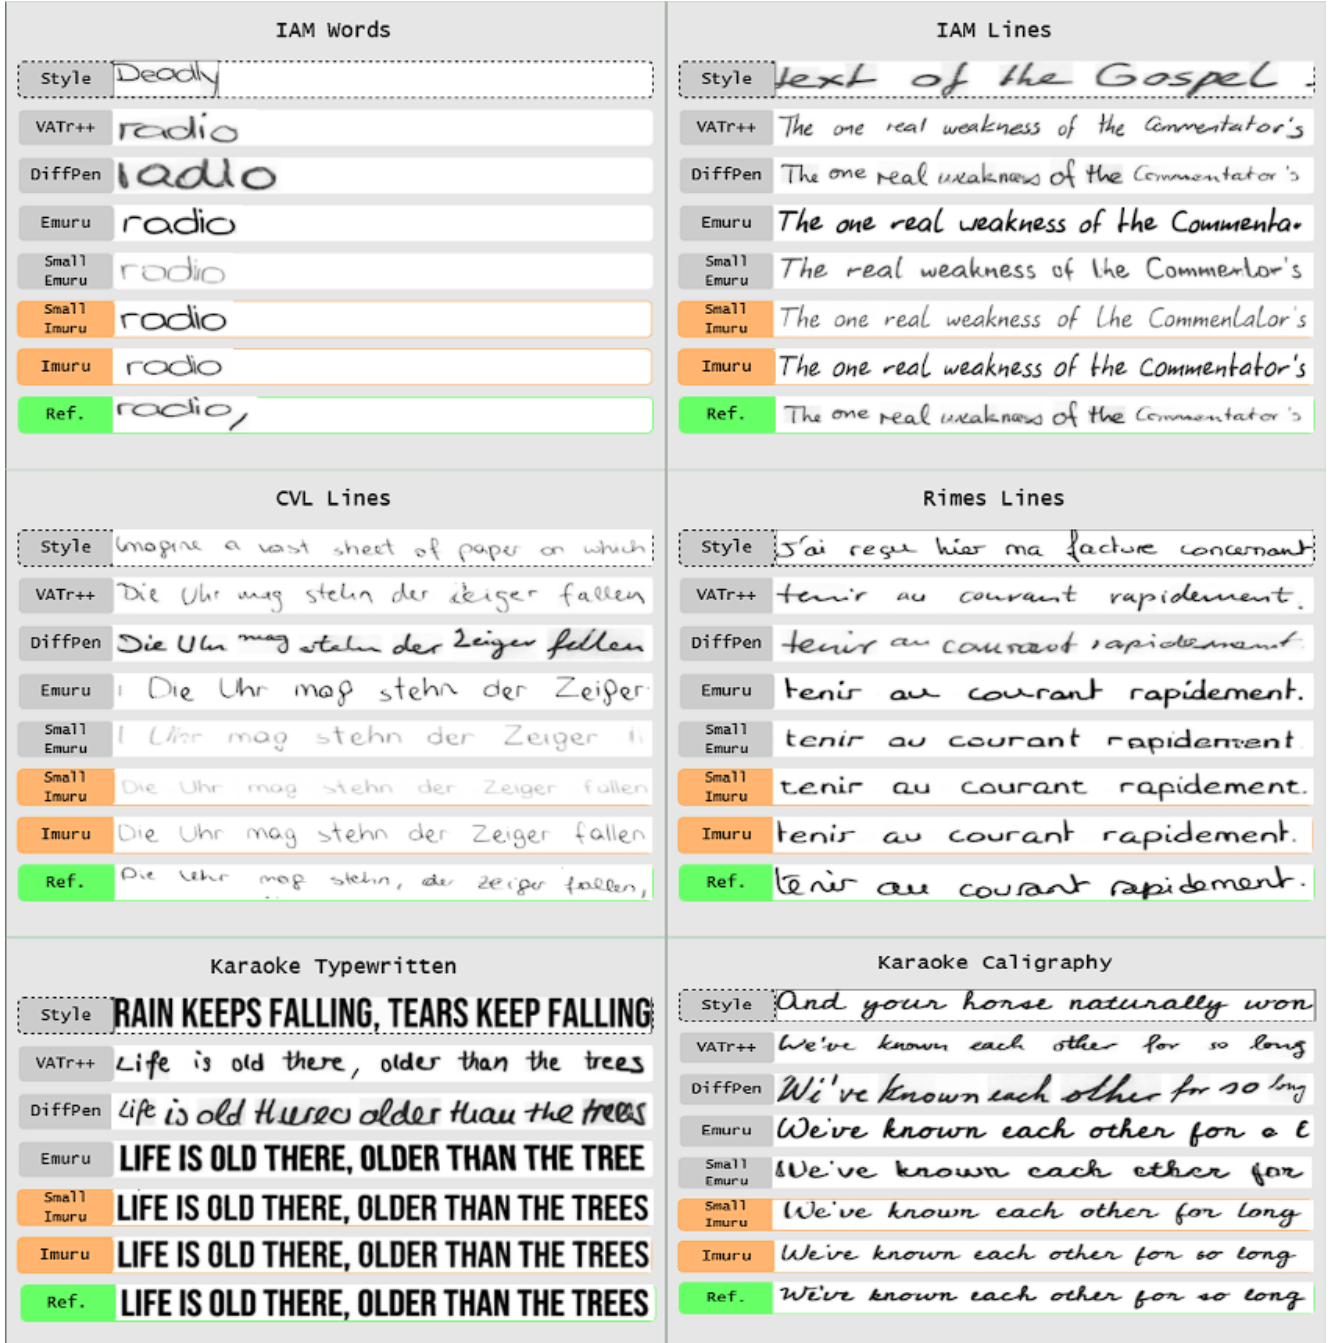 IAM Words
Style Deadly
VATr++ radio
DiffPen radio
Emuru radio
Small Emuru radio
Small Imuru radio
Imuru radio
Ref. radio,
IAM Lines
Style text of the Gospel .
VATr++ The one real weakness of the Commentator's
DiffPen The one real weakness of the Commentator's
Emuru The one real weakness of the Commenta.
Small Emuru The real weakness of the Commentor's
Small Imuru The one real weakness of Lhe Commenlalor's
Imuru The one real weakness of the Commentator's
Ref. The one real weakness of the Commentator's
CVL Lines
Style Imagine a vast sheet of paper on which
VATr++ Die Uhr mag stehn der Zeiger fallen
DiffPen Die Uhr mag stehn der Zeiger fallen
Emuru Die Uhr mag stehn der Zeiger
Small Emuru Uhr mag stehn der Zeiger
Small Imuru Die Uhr mag stehn der Zeiger fallen
Imuru Die Uhr mag stehn der Zeiger fallen
Ref. Die Uhr mag stehn, der Zeiger fallen,
Rimes Lines
Style J'ai reçu hier ma facture concernant
VATr++ tenir au courant rapidement.
DiffPen tenir au courant rapidement.
Emuru tenir au courant rapidement.
Small Emuru tenir au courant rapidement.
Small Imuru tenir au courant rapidement.
Imuru tenir au courant rapidement.
Ref. tenir au courant rapidement.
Karaoke Typewritten
Style RAIN KEEPS FALLING, TEARS KEEP FALLING
VATr++ Life is old there, older than the trees
DiffPen Life is old older than the trees
Emuru LIFE IS OLD THERE, OLDER THAN THE TREE
Small Imuru LIFE IS OLD THERE, OLDER THAN THE TREES
Imuru LIFE IS OLD THERE, OLDER THAN THE TREES
Ref. LIFE IS OLD THERE, OLDER THAN THE TREES
Karaoke Caligraphy
Style And your horse naturally won
VATr++ We've known each other for so long
DiffPen Wi've known each other for so long
Emuru We've known each other for o l
Small Emuru We've known cach ether for
Small Imuru We've known cach other for long
Imuru We've known each other for so long
Ref. We've known each other for so long